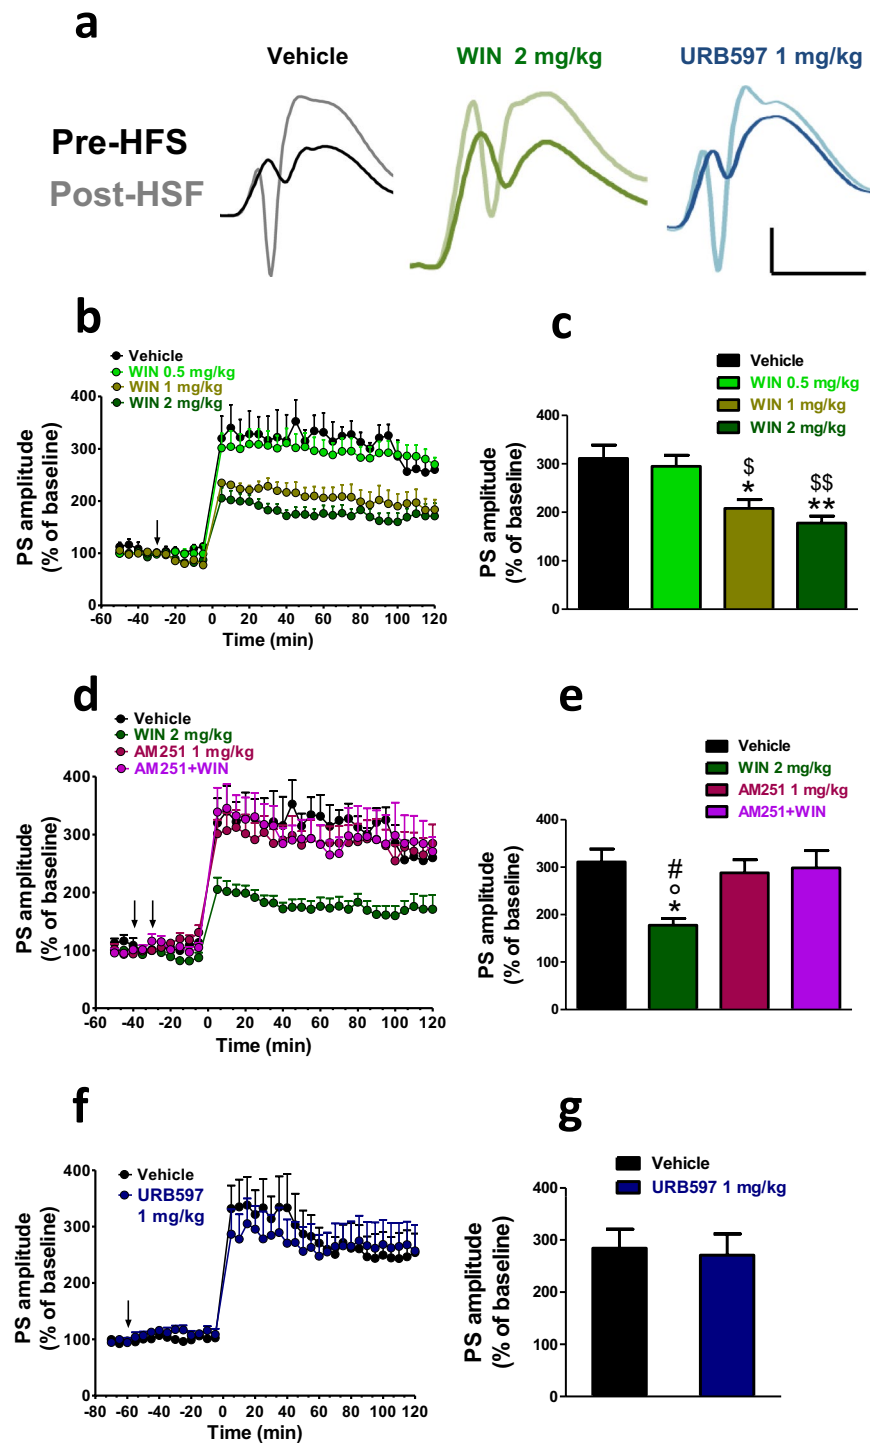 a
Vehicle
WIN 2 mg/kg
URB597 1 mg/kg
Pre-HFS
Post-HSF
b
Vehicle
WIN 0.5 mg/kg
WIN 1 mg/kg
WIN 2 mg/kg
PS amplitude
(% of baseline)
400
300
200
100
0
-60 -40 -20 0 20 40 60 80 100 120
Time (min)
c
Vehicle
WIN 0.5 mg/kg
WIN 1 mg/kg
WIN 2 mg/kg
PS amplitude
(% of baseline)
400
300
200
100
0
$
*
$$
**
d
Vehicle
WIN 2 mg/kg
AM251 1 mg/kg
AM251+WIN
PS amplitude
(% of baseline)
400
300
200
100
0
-60 -40 -20 0 20 40 60 80 100 120
Time (min)
e
Vehicle
WIN 2 mg/kg
AM251 1 mg/kg
AM251+WIN
PS amplitude
(% of baseline)
400
300
200
100
0
#
°
*
f
Vehicle
URB597
1 mg/kg
PS amplitude
(% of baseline)
400
300
200
100
0
-80 -60 -40 -20 0 20 40 60 80 100 120
Time (min)
g
Vehicle
URB597 1 mg/kg
PS amplitude
(% of baseline)
400
300
200
100
0